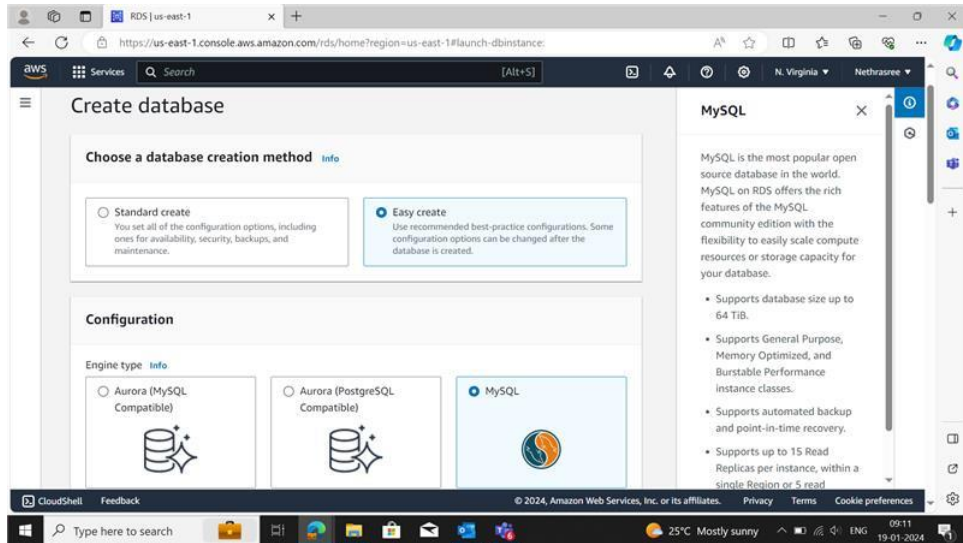 RDS | us-east-1
https://us-east-1.console.aws.amazon.com/rds/home?region=us-east-1#launch-dbinstance:
aws
Services
Search
[Alt+S]
N. Virginia
Nethrasree
Create database
Choose a database creation method Info
Standard create
You set all of the configuration options, including
ones for availability, security, backups, and
maintenance.
Easy create
Use recommended best-practice configurations. Some
configuration options can be changed after the
database is created.
Configuration
Engine type Info
Aurora (MySQL
Compatible)
Aurora (PostgreSQL
Compatible)
MySQL
MySQL
MySQL is the most popular open
source database in the world.
MySQL on RDS offers the rich
features of the MySQL
community edition with the
flexibility to easily scale compute
resources or storage capacity for
your database.
• Supports database size up to
64 TiB.
• Supports General Purpose,
Memory Optimized, and
Burstable Performance
instance classes.
• Supports automated backup
and point-in-time recovery.
• Supports up to 15 Read
Replicas per instance, within a
single Region or 5 read
CloudShell
Feedback
© 2024, Amazon Web Services, Inc. or its affiliates.
Privacy
Terms
Cookie preferences
Type here to search
25°C Mostly sunny
ENG
09:11
19-01-2024